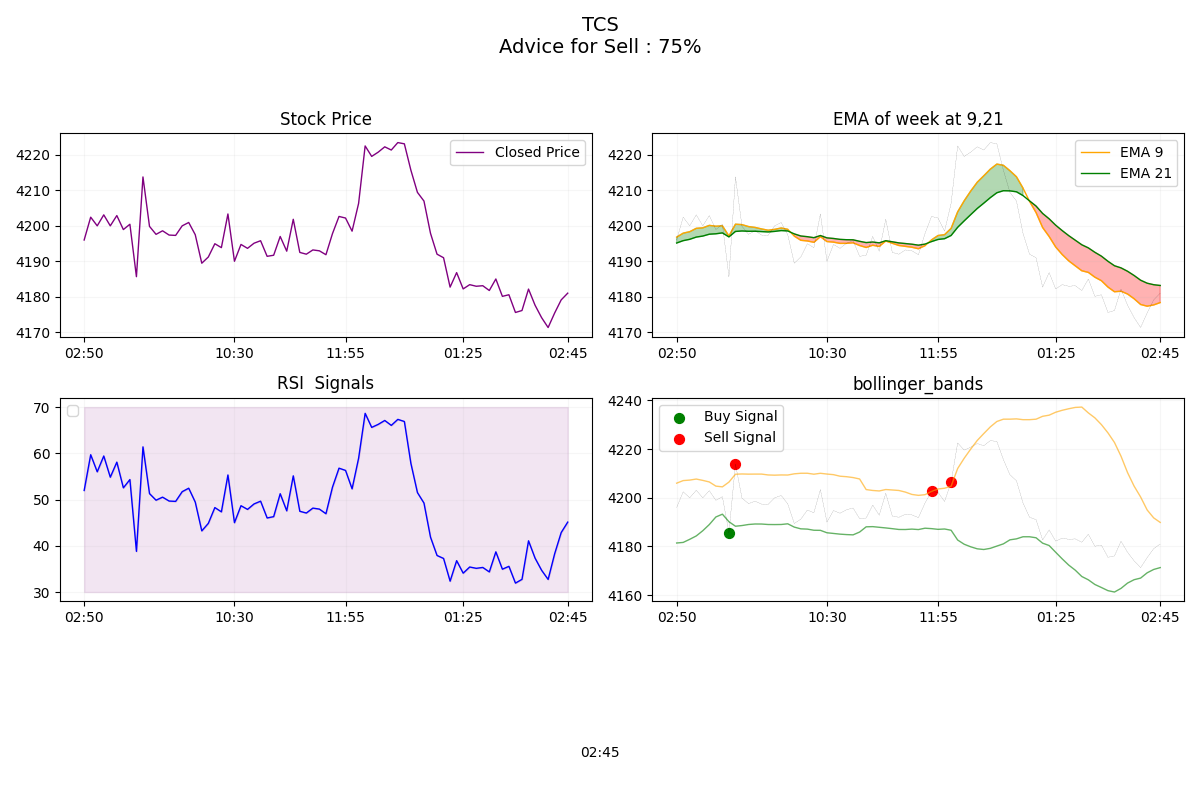 TCS
Advice for Sell : 75%
Stock Price
4220
4210
4200
4190
4180
4170
Closed Price
02:50 10:30 11:55 01:25 02:45
EMA of week at 9,21
4220
4210
4200
4190
4180
4170
EMA 9
EMA 21
02:50 10:30 11:55 01:25 02:45
RSI  Signals
70
60
50
40
30
02:50 10:30 11:55 01:25 02:45
bollinger_bands
4240
4220
4200
4180
4160
Buy Signal
Sell Signal
02:50 10:30 11:55 01:25 02:45
02:45